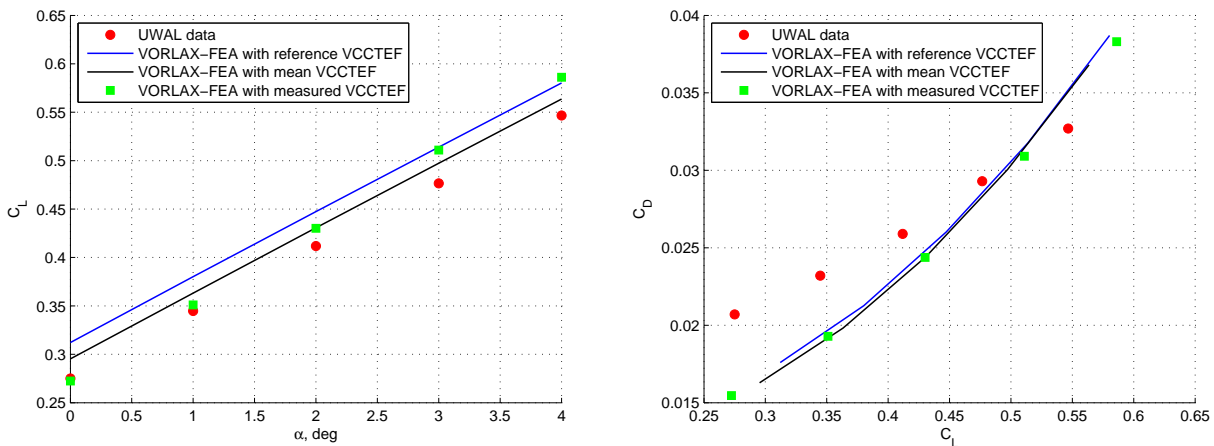 0.65
0.6
0.55
0.5
0.45
0.4
0.35
0.3
0.25
C_L
UWAL data
VORLAX−FEA with reference VCCTEF
VORLAX−FEA with mean VCCTEF
VORLAX−FEA with measured VCCTEF
0 0.5 1 1.5 2 2.5 3 3.5 4
α, deg
0.04
0.035
0.03
0.025
0.02
0.015
C_D
UWAL data
VORLAX−FEA with reference VCCTEF
VORLAX−FEA with mean VCCTEF
VORLAX−FEA with measured VCCTEF
0.25 0.3 0.35 0.4 0.45 0.5 0.55 0.6 0.65
C_L